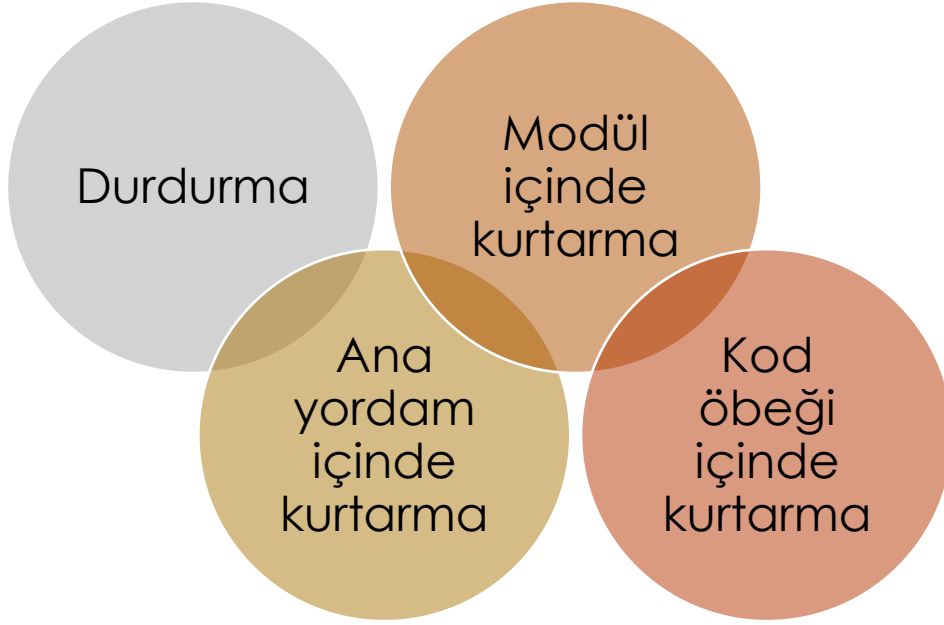 Durdurma
Modül
içinde
kurtarma
Ana
yordam
içinde
kurtarma
Kod
öbeği
içinde
kurtarma